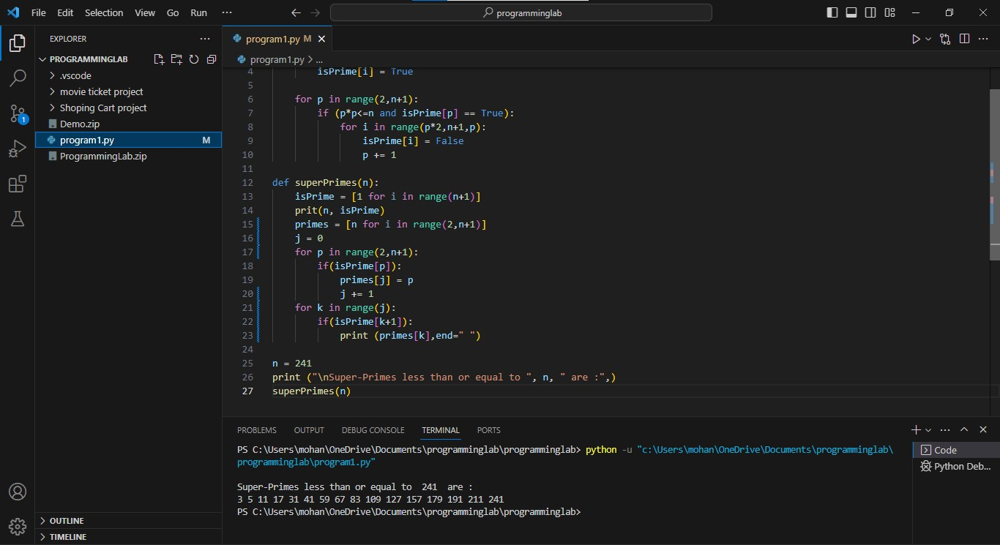 File Edit Selection View Go Run ···
programminglab
EXPLORER ···
PROGRAMMINGLAB
.vscode
movie ticket project
Shoping Cart project
Demo.zip
program1.py M
ProgrammingLab.zip
OUTLINE
TIMELINE
1
program1.py M
program1.py > ...
4 isPrime[i] = True
5
6 for p in range(2,n+1):
7 if (p*p<=n and isPrime[p] == True):
8 for i in range(p*2,n+1,p):
9 isPrime[i] = False
10 p += 1
11
12 def superPrimes(n):
13 isPrime = [1 for i in range(n+1)]
14 prit(n, isPrime)
15 primes = [n for i in range(2,n+1)]
16 j = 0
17 for p in range(2,n+1):
18 if(isPrime[p]):
19 primes[j] = p
20 j += 1
21 for k in range(j):
22 if(isPrime[k+1]):
23 print (primes[k],end=" ")
24
25 n = 241
26 print ("\nSuper-Primes less than or equal to ", n, " are :",)
27 superPrimes(n)
PROBLEMS OUTPUT DEBUG CONSOLE TERMINAL PORTS
PS C:\Users\mohan\OneDrive\Documents\programminglab\programminglab> python -u "c:\Users\mohan\OneDrive\Documents\programminglab\
programminglab\program1.py"
Super-Primes less than or equal to  241  are :
3 5 11 17 31 41 59 67 83 109 127 157 179 191 211 241
PS C:\Users\mohan\OneDrive\Documents\programminglab\programminglab>
Code
Python Deb...